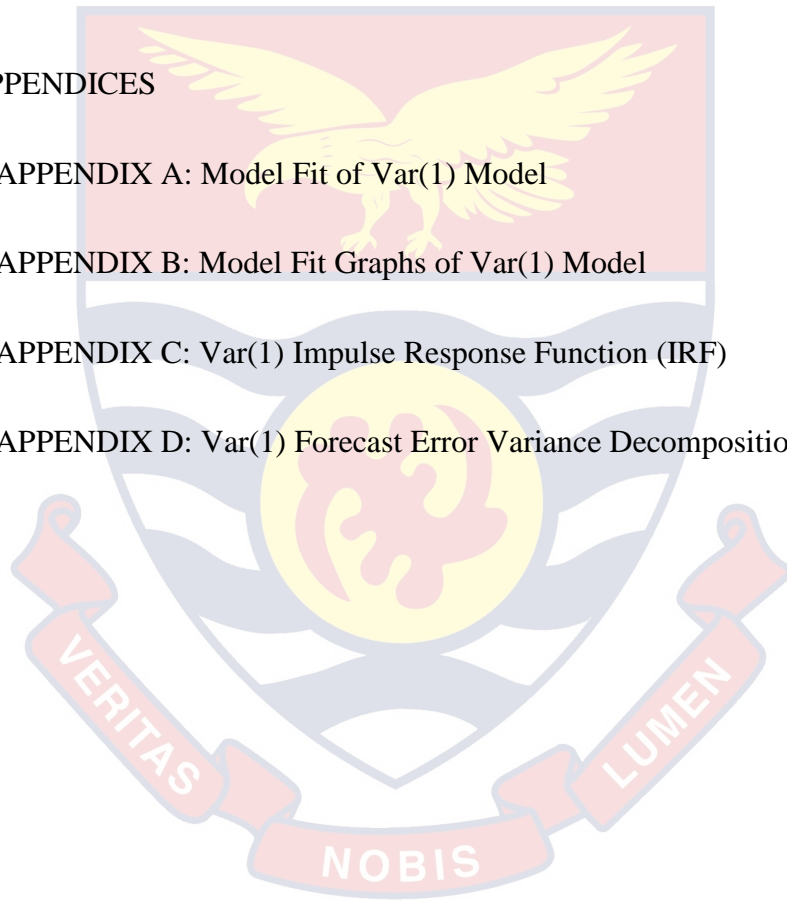 PPENDICES
APPENDIX A: Model Fit of Var(1) Model
APPENDIX B: Model Fit Graphs of Var(1) Model
APPENDIX C: Var(1) Impulse Response Function (IRF)
APPENDIX D: Var(1) Forecast Error Variance Decompositio
VERITAS
NOBIS
LUMEN